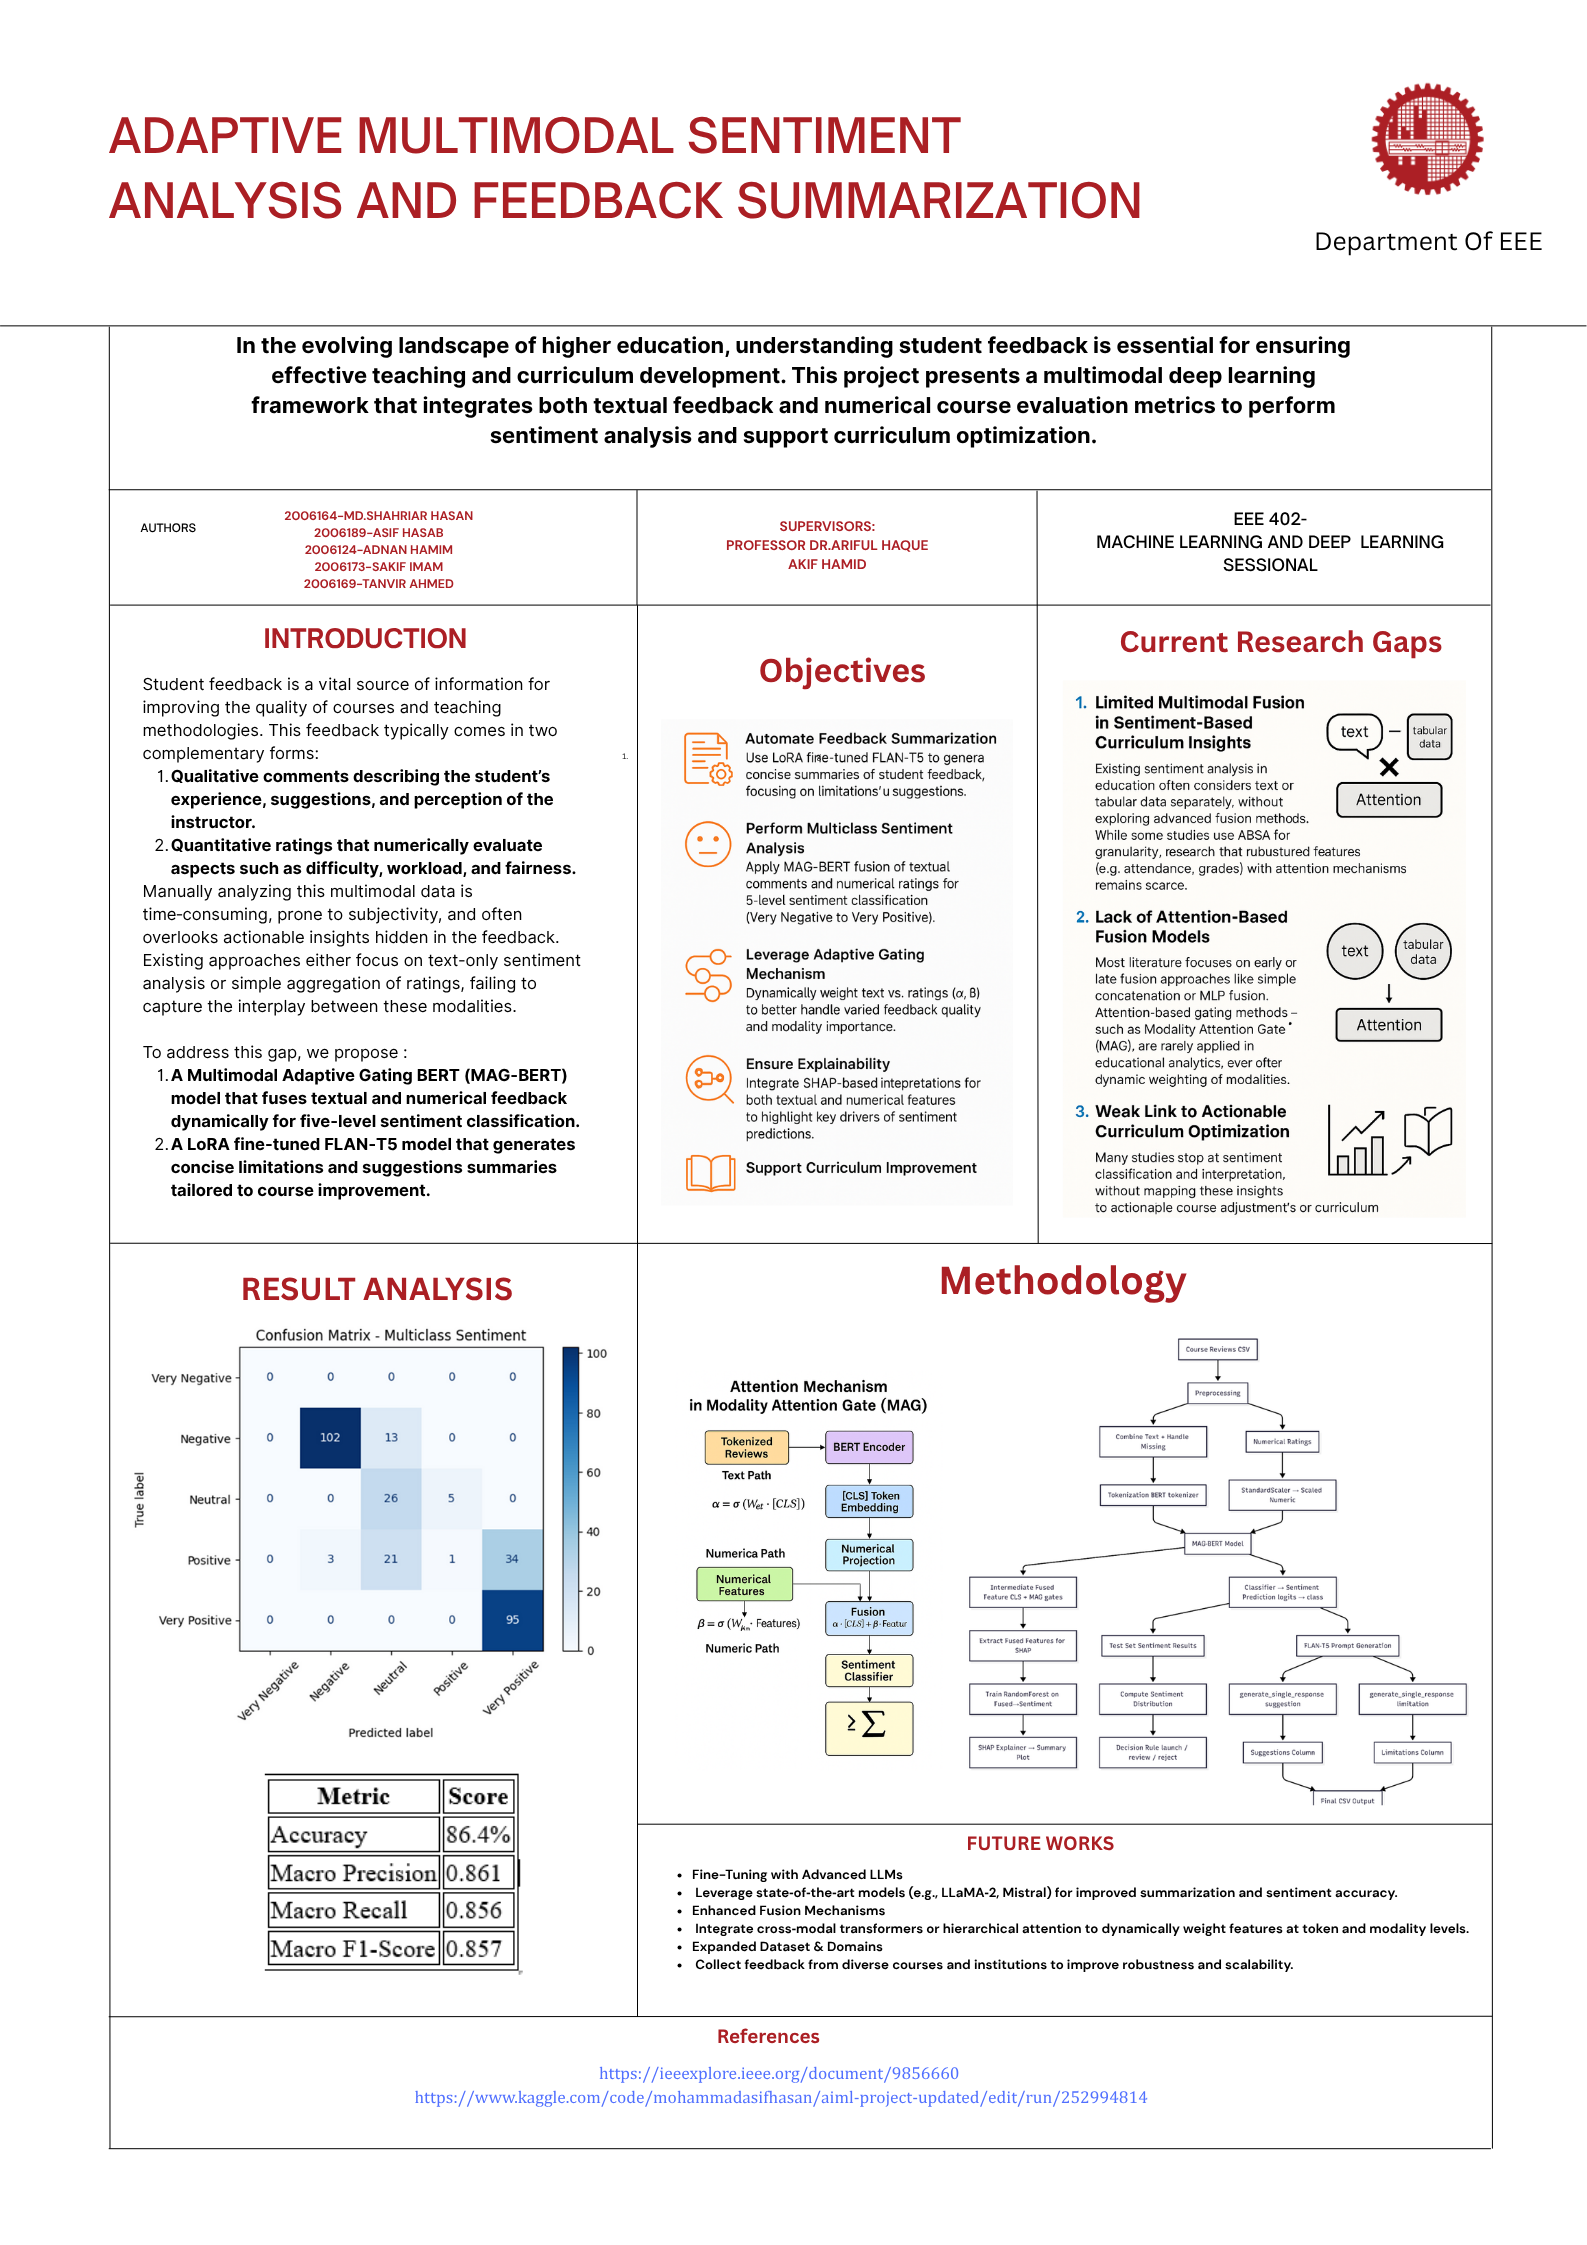 ADAPTIVE MULTIMODAL SENTIMENT
ANALYSIS AND FEEDBACK SUMMARIZATION
Department Of EEE
In the evolving landscape of higher education, understanding student feedback is essential for ensuring
effective teaching and curriculum development. This project presents a multimodal deep learning
framework that integrates both textual feedback and numerical course evaluation metrics to perform
sentiment analysis and support curriculum optimization.
AUTHORS
2006164-MD.SHAHRIAR HASAN
2006189-ASIF HASAB
2006124-ADNAN HAMIM
2006173-SAKIF IMAM
2006169-TANVIR AHMED
SUPERVISORS:
PROFESSOR DR.ARIFUL HAQUE
AKIF HAMID
EEE 402-
MACHINE LEARNING AND DEEP LEARNING
SESSIONAL
INTRODUCTION
Student feedback is a vital source of information for
improving the quality of courses and teaching
methodologies. This feedback typically comes in two
complementary forms:
1. Qualitative comments describing the student's
experience, suggestions, and perception of the
instructor.
2. Quantitative ratings that numerically evaluate
aspects such as difficulty, workload, and fairness.
Manually analyzing this multimodal data is
time-consuming, prone to subjectivity, and often
overlooks actionable insights hidden in the feedback.
Existing approaches either focus on text-only sentiment
analysis or simple aggregation of ratings, failing to
capture the interplay between these modalities.
To address this gap, we propose :
1. A Multimodal Adaptive Gating BERT (MAG-BERT)
model that fuses textual and numerical feedback
dynamically for five-level sentiment classification.
2. A LoRA fine-tuned FLAN-T5 model that generates
concise limitations and suggestions summaries
tailored to course improvement.
1.
Objectives
Automate Feedback Summarization
Use LoRA fine-tuned FLAN-T5 to genera
concise summaries of student feedback,
focusing on limitations'u suggestions.
Perform Multiclass Sentiment
Analysis
Apply MAG-BERT fusion of textual
comments and numerical ratings for
5-level sentiment classification
(Very Negative to Very Positive).
Leverage Adaptive Gating
Mechanism
Dynamically weight text vs. ratings (α, β)
to better handle varied feedback quality
and modality importance.
Ensure Explainability
Integrate SHAP-based intepretations for
both textual and numerical features
to highlight key drivers of sentiment
predictions.
Support Curriculum Improvement
Current Research Gaps
1. Limited Multimodal Fusion
in Sentiment-Based
Curriculum Insights
Existing sentiment analysis in
education often considers text or
tabular data separately, without
exploring advanced fusion methods.
While some studies use ABSA for
granularity, research that rubustured features
(e.g. attendance, grades) with attention mechanisms
remains scarce.
text
tabular
data
Attention
2. Lack of Attention-Based
Fusion Models
Most literature focuses on early or
late fusion approaches like simple
concatenation or MLP fusion.
Attention-based gating methods –
such as Modality Attention Gate
(MAG), are rarely applied in
educational analytics, ever ofter
dynamic weighting of modalities.
text
tabular
data
Attention
3. Weak Link to Actionable
Curriculum Optimization
Many studies stop at sentiment
classification and interpretation,
without mapping these insights
to actionaple course adjustment's or curriculum
RESULT ANALYSIS
Confusion Matrix - Multiclass Sentiment
True label
Very Negative 0 0 0 0 0
Negative 0 102 13 0 0
Neutral 0 0 26 5 0
Positive 0 3 21 1 34
Very Positive 0 0 0 0 95
Very Negative Negative Neutral Positive Very Positive
Predicted label
100
80
60
40
20
0
Metric Score
Accuracy 86.4%
Macro Precision 0.861
Macro Recall 0.856
Macro F1-Score 0.857
Methodology
Attention Mechanism
in Modality Attention Gate (MAG)
Tokenized
Reviews
BERT Encoder
Text Path
α = σ (Wet · [CLS])
[CLS] Token
Embedding
Numerica Path
Numerical
Projection
Numerical
Features
β = σ ( · Features)
Fusion
α · [CLS] + β · Featur
Numeric Path
Sentiment
Classifier
≥ Σ
Course Reviews CSV
Preprocessing
Combine Text + Handle
Missing
Numerical Ratings
Tokenization BERT tokenizer
StandardScaler → Scaled
Numeric
MAG-BERT Model
Intermediate Fused
Feature CLS + MAG gates
Classifier → Sentiment
Prediction logits → class
Extract Fused Features for
SHAP
Test Set Sentiment Results
FLAN-T5 Prompt Generation
Train RandomForest on
Fused→Sentiment
Compute Sentiment
Distribution
generate_single_response
suggestion
generate_single_response
limitation
SHAP Explainer → Summary
Plot
Decision Rule launch /
review / reject
Suggestions Column
Limitations Column
Final CSV Output
FUTURE WORKS
• Fine-Tuning with Advanced LLMs
• Leverage state-of-the-art models (e.g., LLaMA-2, Mistral) for improved summarization and sentiment accuracy.
• Enhanced Fusion Mechanisms
• Integrate cross-modal transformers or hierarchical attention to dynamically weight features at token and modality levels.
• Expanded Dataset & Domains
• Collect feedback from diverse courses and institutions to improve robustness and scalability.
References
https://ieeexplore.ieee.org/document/9856660
https://www.kaggle.com/code/mohammadasifhasan/aiml-project-updated/edit/run/252994814